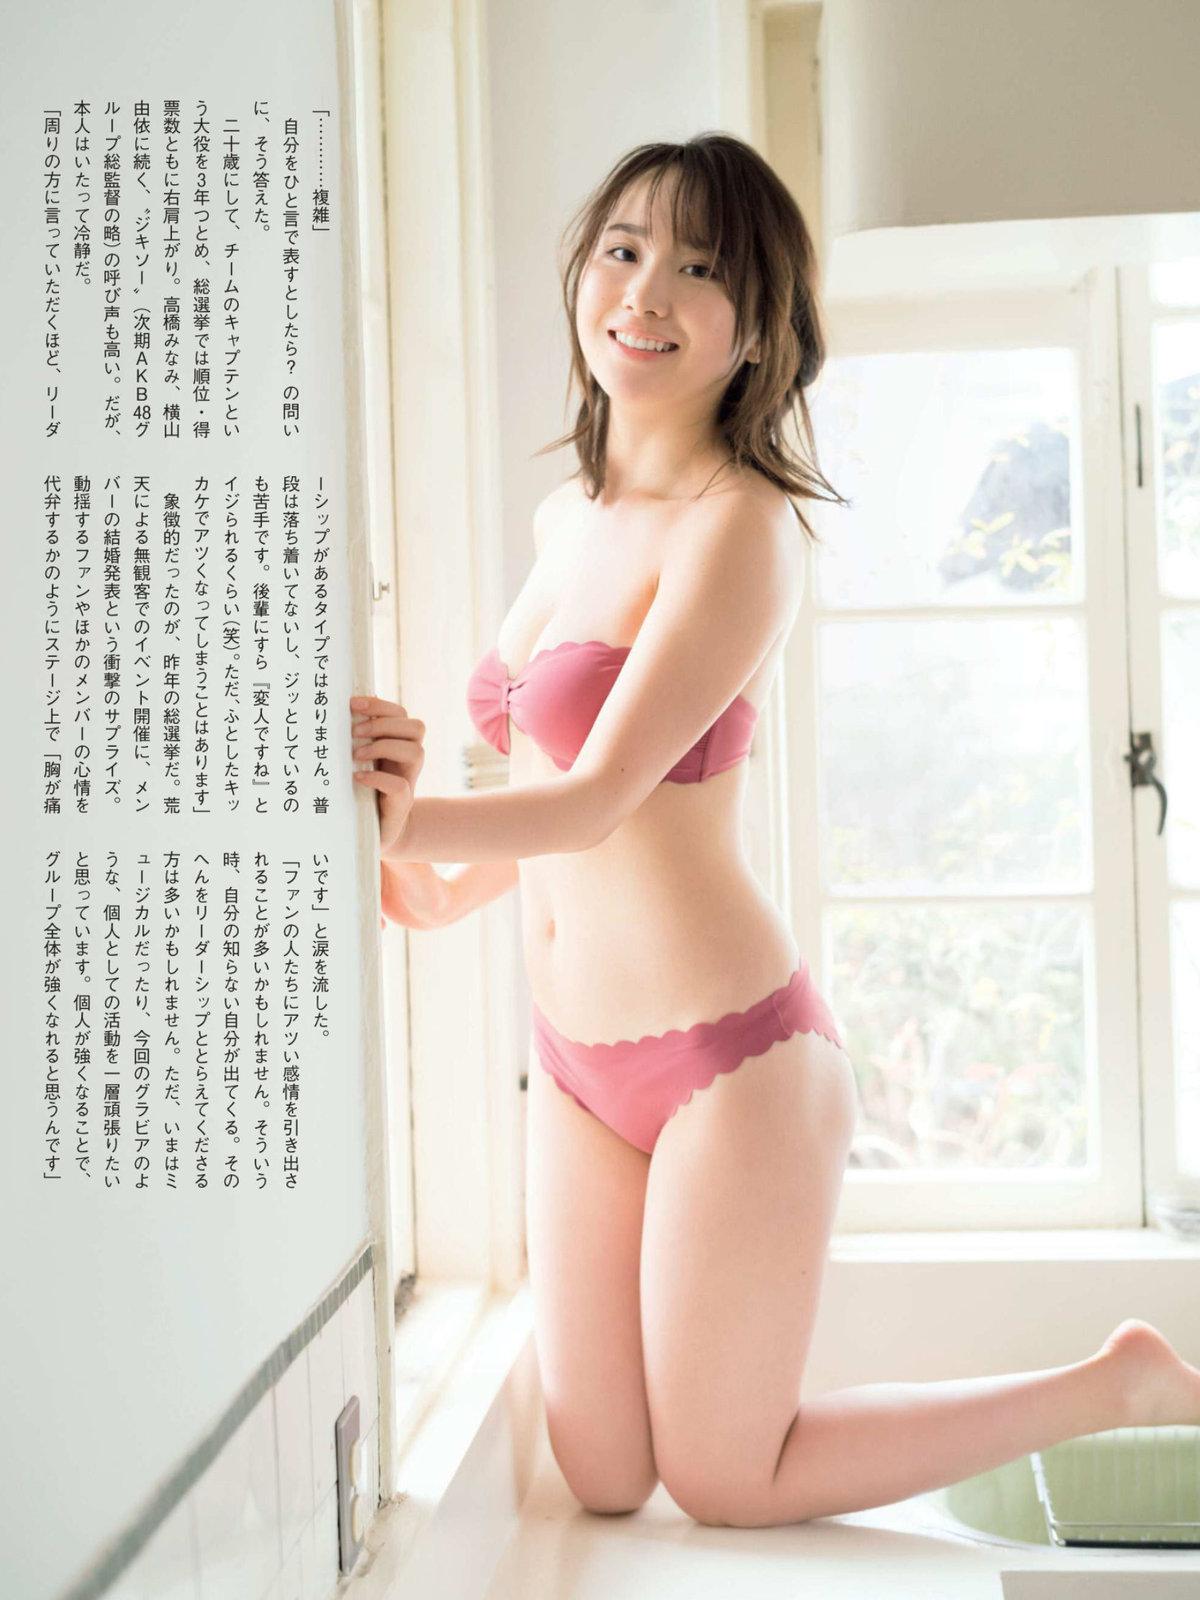 「…………複雑」
　自分をひと言で表すとしたら？ の問い
に、そう答えた。
　二十歳にして、チームのキャプテンとい
う大役を3年つとめ、総選挙では順位・得
票数ともに右肩上がり。高橋みなみ、横山
由依に続く、〝ジキソー〟（次期AKB48グ
ループ総監督の略）の呼び声も高い。だが、
本人はいたって冷静だ。
「周りの方に言っていただくほど、リーダ
ーシップがあるタイプではありません。普
段は落ち着いてないし、ジッとしているの
も苦手です。後輩にすら『変人ですね』と
イジられるくらい（笑）。ただ、ふとしたキッ
カケでアツくなってしまうことはあります」
　象徴的だったのが、昨年の総選挙だ。荒
天による無観客でのイベント開催に、メン
バーの結婚発表という衝撃のサプライズ。
動揺するファンやほかのメンバーの心情を
代弁するかのようにステージ上で「胸が痛
いです」と涙を流した。
「ファンの人たちにアツい感情を引き出さ
れることが多いかもしれません。そういう
時、自分の知らない自分が出てくる。その
へんをリーダーシップととらえてくださる
方は多いかもしれません。ただ、いまはミ
ュージカルだったり、今回のグラビアのよ
うな、個人としての活動を一層頑張りたい
と思っています。個人が強くなることで、
グループ全体が強くなれると思うんです」